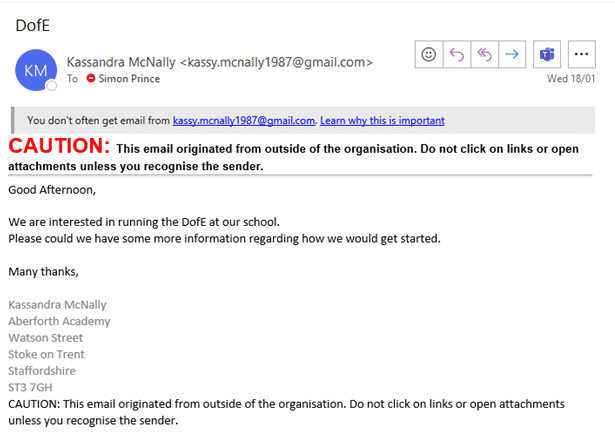 DofE
KM
Kassandra McNally <kassy.mcnally1987@gmail.com>
To Simon Prince
Wed 18/01
You don't often get email from kassy.mcnally1987@gmail.com. Learn why this is important
CAUTION: This email originated from outside of the organisation. Do not click on links or open
attachments unless you recognise the sender.
Good Afternoon,
We are interested in running the DofE at our school.
Please could we have some more information regarding how we would get started.
Many thanks,
Kassandra McNally
Aberforth Academy
Watson Street
Stoke on Trent
Staffordshire
ST3 7GH
CAUTION: This email originated from outside of the organisation. Do not click on links or open attachments
unless you recognise the sender.